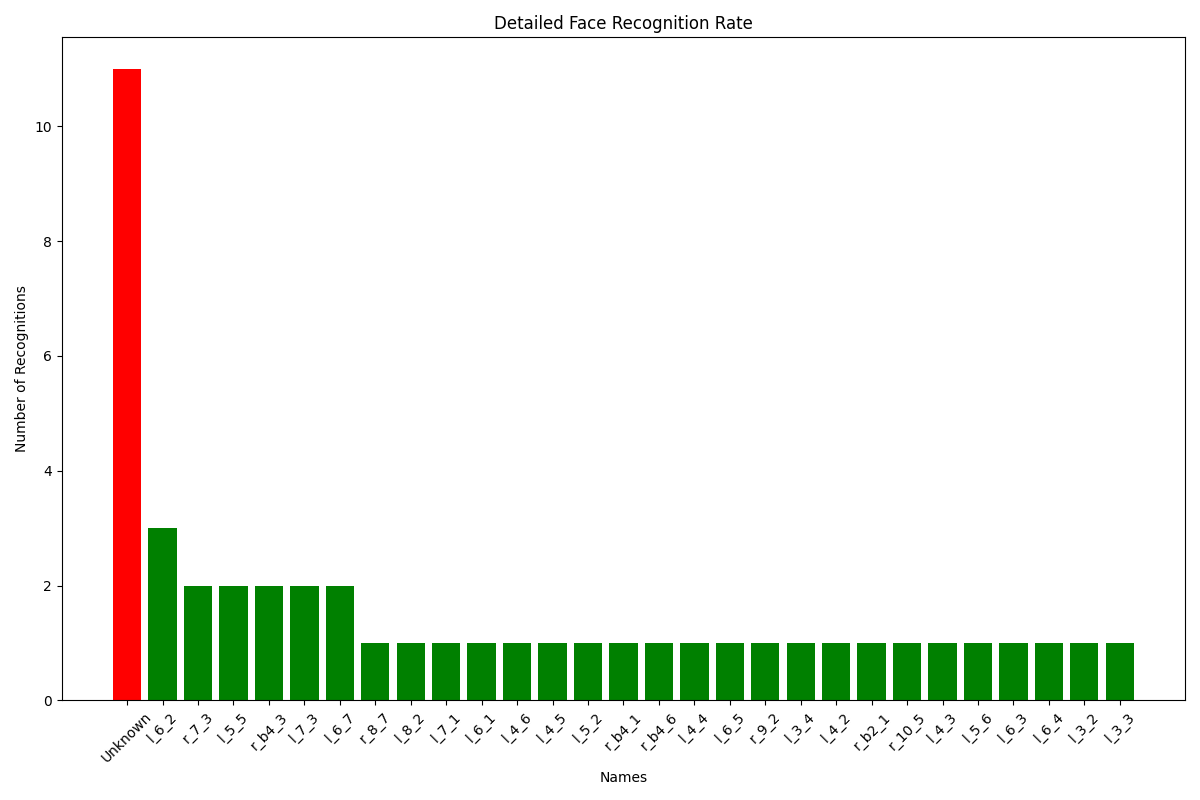 Detailed Face Recognition Rate
Number of Recognitions
10
8
6
4
2
0
Unknown
l_6_2
r_7_3
l_5_5
r_b4_3
l_7_3
l_6_7
r_8_7
l_8_2
l_7_1
l_6_1
l_4_6
l_4_5
l_5_2
r_b4_1
r_b4_6
l_4_4
l_6_5
r_9_2
l_3_4
l_4_2
r_b2_1
r_10_5
l_4_3
l_5_6
l_6_3
l_6_4
l_3_2
l_3_3
Names